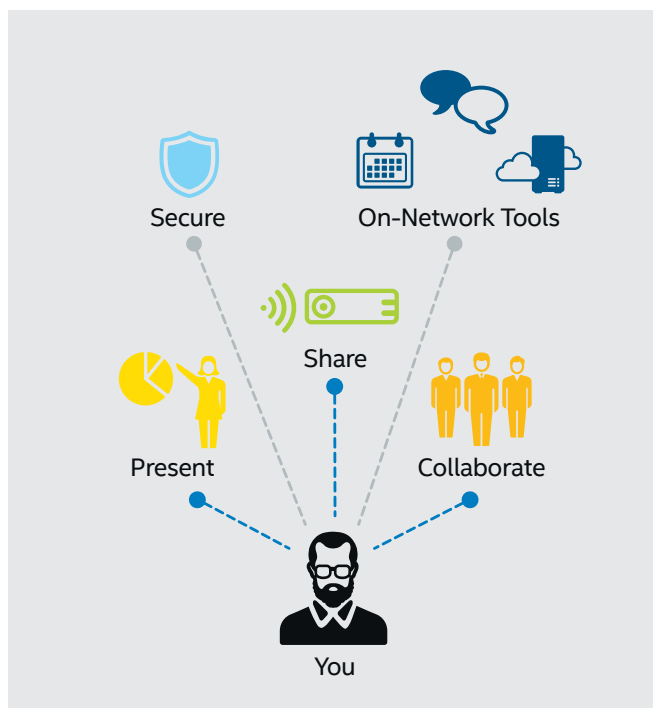 Secure
On-Network Tools
Share
Present
Collaborate
You